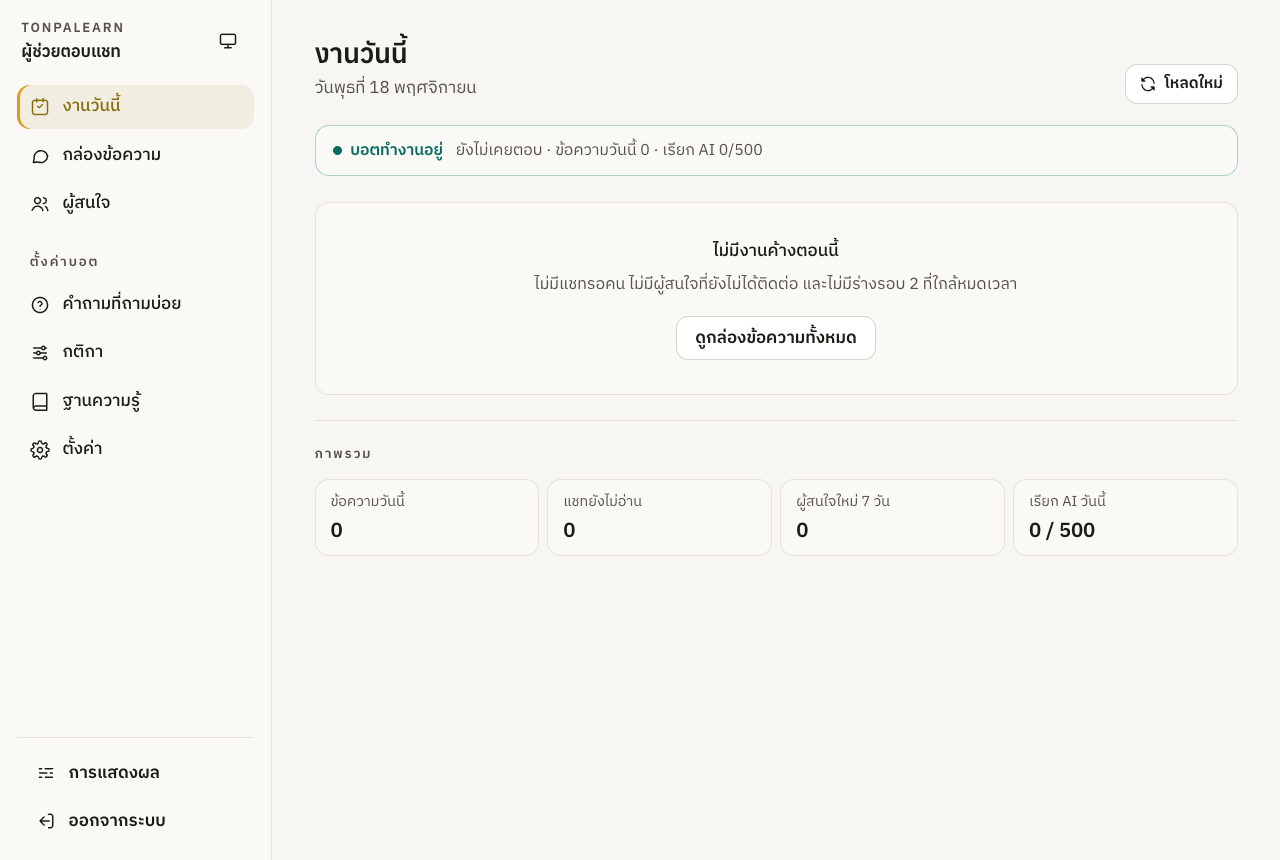 TONPALEARN
ผู้ช่วยตอบแชท
งานวันนี้
กล่องข้อความ
ผู้สนใจ
ตั้งค่าบอต
คำถามที่ถามบ่อย
กติกา
ฐานความรู้
ตั้งค่า
การแสดงผล
ออกจากระบบ
งานวันนี้
วันพุธที่ 18 พฤศจิกายน
โหลดใหม่
บอตทำงานอยู่ ยังไม่เคยตอบ · ข้อความวันนี้ 0 · เรียก AI 0/500
ไม่มีงานค้างตอนนี้
ไม่มีแชทรอคน ไม่มีผู้สนใจที่ยังไม่ได้ติดต่อ และไม่มีร่างรอบ 2 ที่ใกล้หมดเวลา
ดูกล่องข้อความทั้งหมด
ภาพรวม
ข้อความวันนี้
0
แชทยังไม่อ่าน
0
ผู้สนใจใหม่ 7 วัน
0
เรียก AI วันนี้
0 / 500